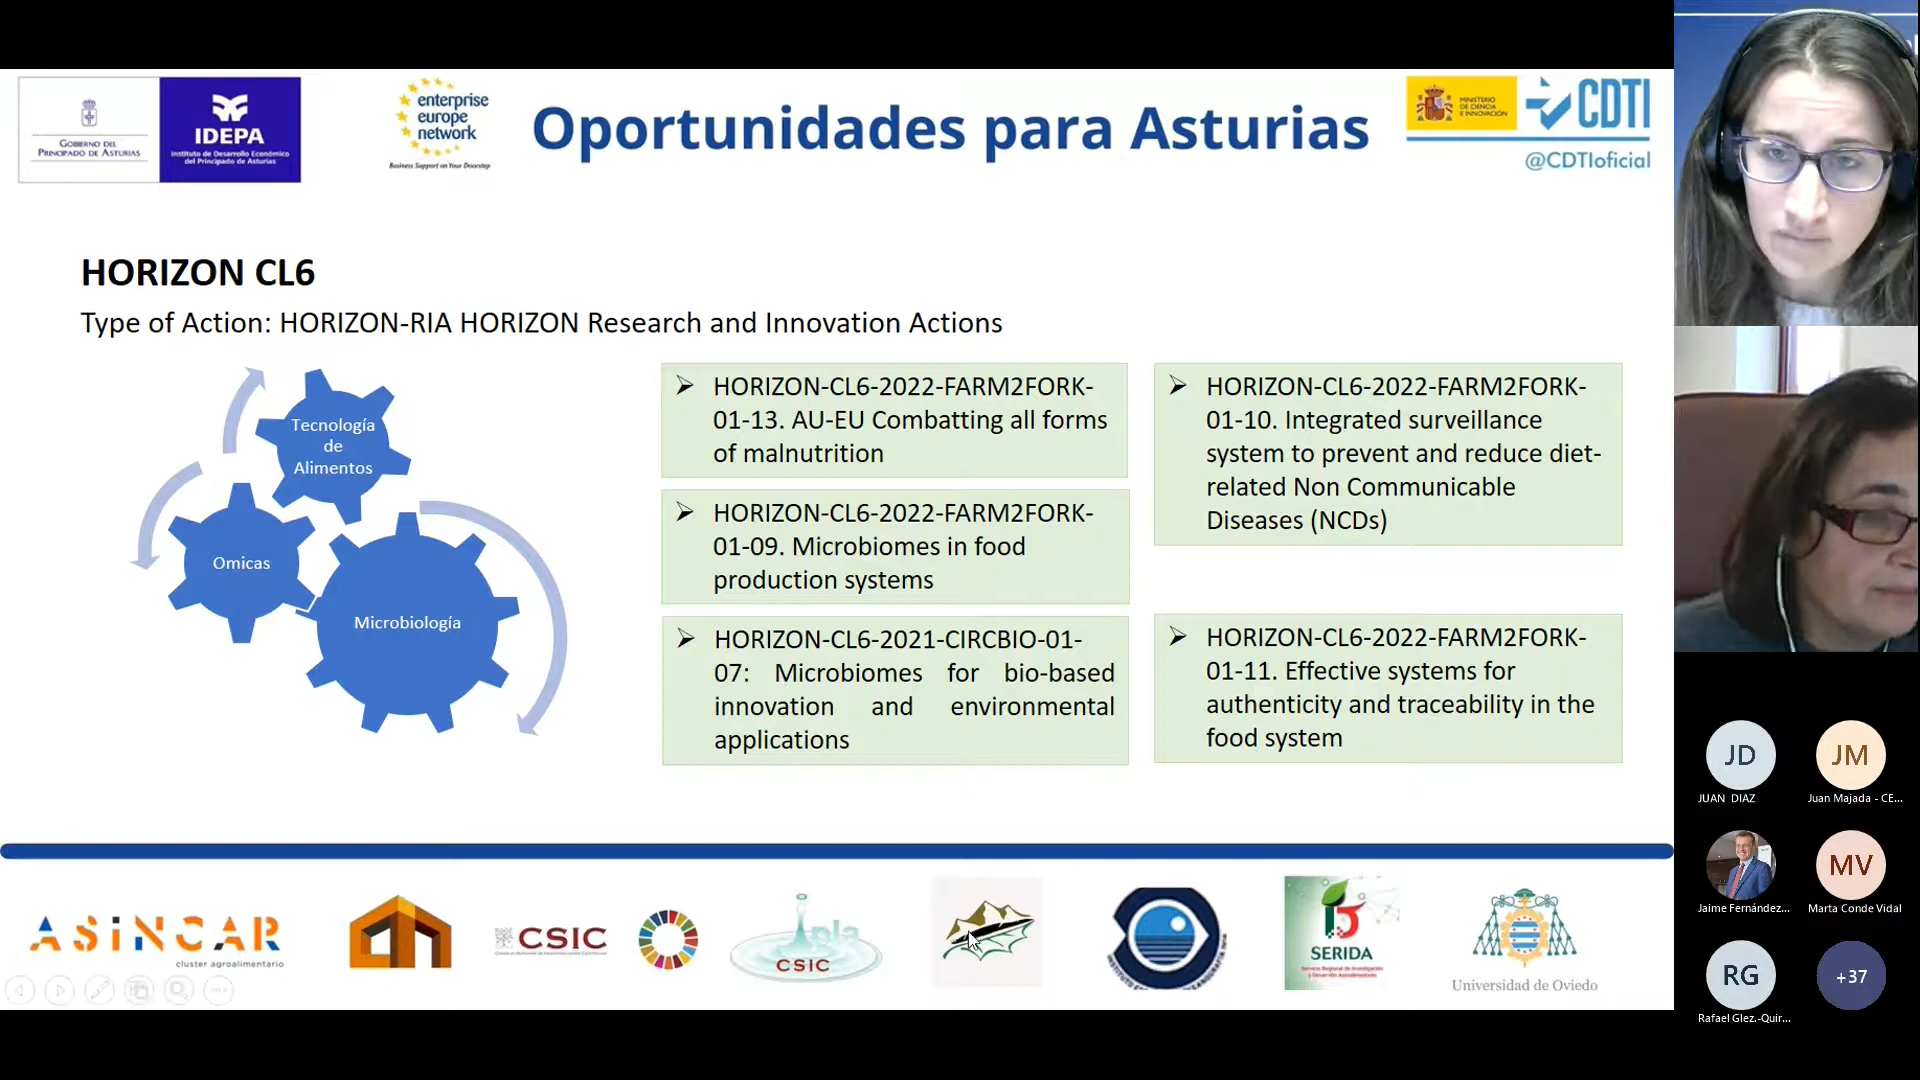 GOBIERNO DEL
PRINCIPADO DE ASTURIAS
IDEPA
Instituto de Desarrollo Económico
del Principado de Asturias
enterprise
europe
network
Business Support on Your Doorstep
Oportunidades para Asturias
MINISTERIO
DE CIENCIA
E INNOVACIÓN
CDTI
@CDTIoficial
HORIZON CL6
Type of Action: HORIZON-RIA HORIZON Research and Innovation Actions
Tecnología
de
Alimentos
Omicas
Microbiología
➢ HORIZON-CL6-2022-FARM2FORK-
01-13. AU-EU Combatting all forms
of malnutrition
➢ HORIZON-CL6-2022-FARM2FORK-
01-09. Microbiomes in food
production systems
➢ HORIZON-CL6-2021-CIRCBIO-01-
07: Microbiomes for bio-based
innovation and environmental
applications
➢ HORIZON-CL6-2022-FARM2FORK-
01-10. Integrated surveillance
system to prevent and reduce diet-
related Non Communicable
Diseases (NCDs)
➢ HORIZON-CL6-2022-FARM2FORK-
01-11. Effective systems for
authenticity and traceability in the
food system
ASINCAR
cluster agroalimentario
CSIC
ipla
CSIC
SERIDA
Universidad de Oviedo
JD
JUAN DIAZ
JM
Juan Majada - CE...
Jaime Fernández...
MV
Marta Conde Vidal
RG
Rafael Glez.-Quir...
+37